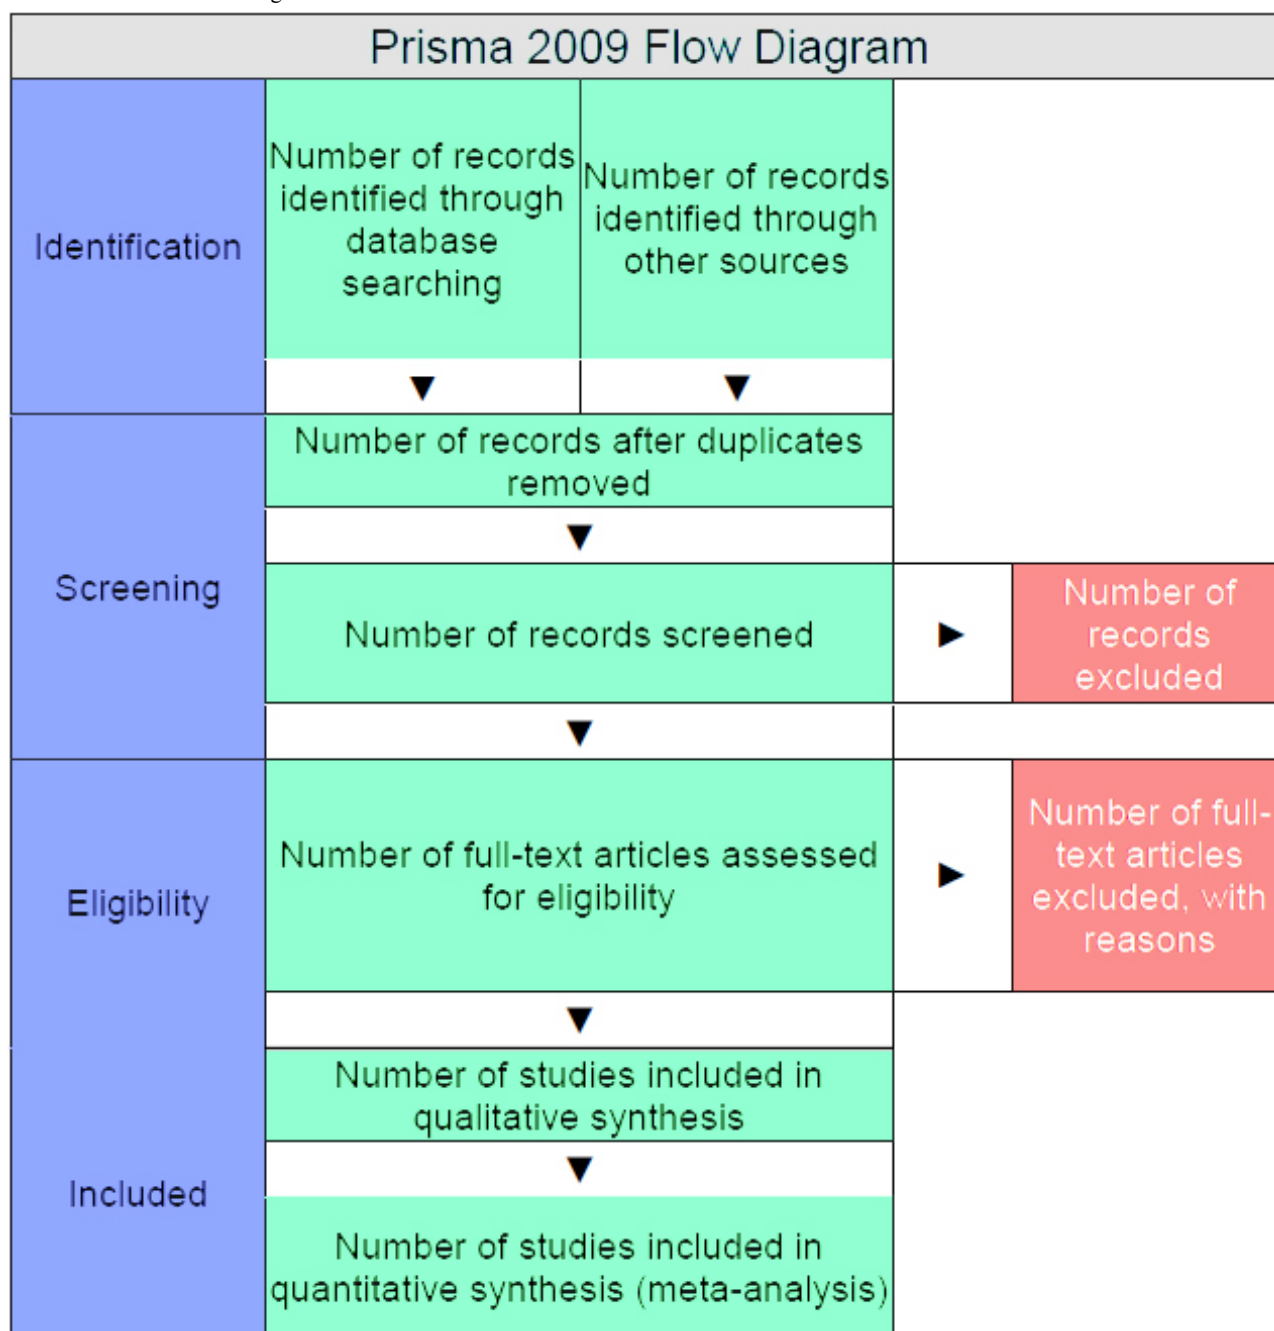 Prisma 2009 Flow Diagram
Identification
Number of records
identified through
database
searching
Number of records
identified through
other sources
▼ ▼
Screening
Number of records after duplicates
removed
▼
Number of records screened
►
Number of
records
excluded
▼
Eligibility
Number of full-text articles assessed
for eligibility
►
Number of full-
text articles
excluded, with
reasons
▼
Included
Number of studies included in
qualitative synthesis
▼
Number of studies included in
quantitative synthesis (meta-analysis)